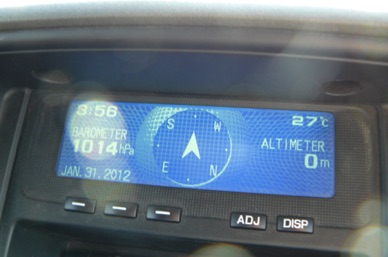 3:56
27°C
S W
BAROMETER
ALTIMETER
1014hPa
0m
E N
JAN. 31. 2012
ADJ DISP